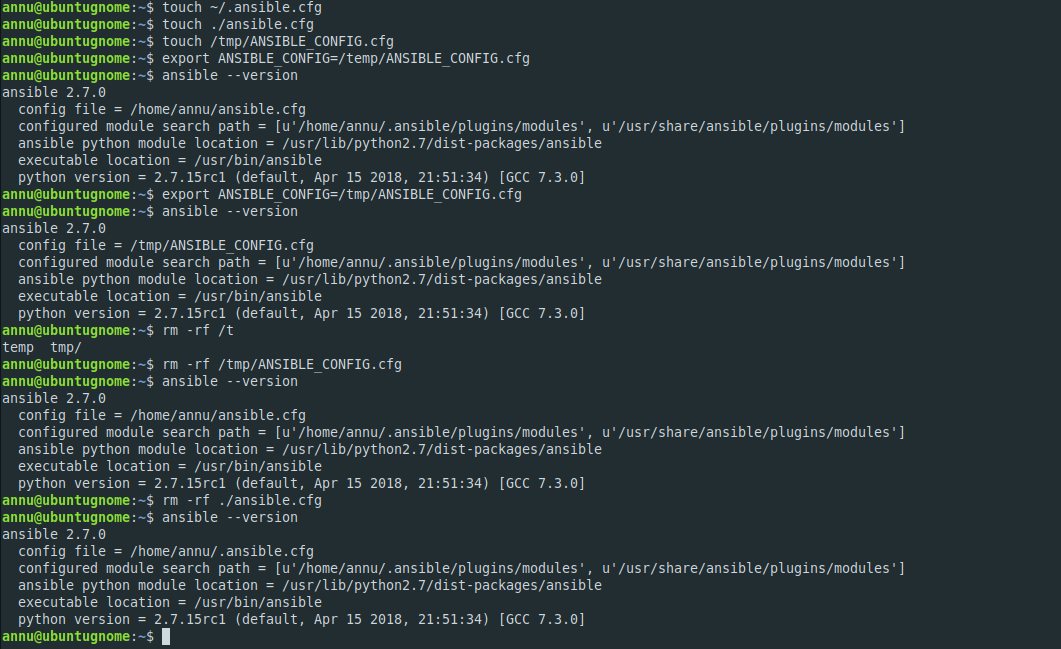 annu@ubuntugnome:~$ touch ~/.ansible.cfg
annu@ubuntugnome:~$ touch ./ansible.cfg
annu@ubuntugnome:~$ touch /tmp/ANSIBLE_CONFIG.cfg
annu@ubuntugnome:~$ export ANSIBLE_CONFIG=/temp/ANSIBLE_CONFIG.cfg
annu@ubuntugnome:~$ ansible --version
ansible 2.7.0
  config file = /home/annu/ansible.cfg
  configured module search path = [u'/home/annu/.ansible/plugins/modules', u'/usr/share/ansible/plugins/modules']
  ansible python module location = /usr/lib/python2.7/dist-packages/ansible
  executable location = /usr/bin/ansible
  python version = 2.7.15rc1 (default, Apr 15 2018, 21:51:34) [GCC 7.3.0]
annu@ubuntugnome:~$ export ANSIBLE_CONFIG=/tmp/ANSIBLE_CONFIG.cfg
annu@ubuntugnome:~$ ansible --version
ansible 2.7.0
  config file = /tmp/ANSIBLE_CONFIG.cfg
  configured module search path = [u'/home/annu/.ansible/plugins/modules', u'/usr/share/ansible/plugins/modules']
  ansible python module location = /usr/lib/python2.7/dist-packages/ansible
  executable location = /usr/bin/ansible
  python version = 2.7.15rc1 (default, Apr 15 2018, 21:51:34) [GCC 7.3.0]
annu@ubuntugnome:~$ rm -rf /t
temp  tmp/
annu@ubuntugnome:~$ rm -rf /tmp/ANSIBLE_CONFIG.cfg
annu@ubuntugnome:~$ ansible --version
ansible 2.7.0
  config file = /home/annu/ansible.cfg
  configured module search path = [u'/home/annu/.ansible/plugins/modules', u'/usr/share/ansible/plugins/modules']
  ansible python module location = /usr/lib/python2.7/dist-packages/ansible
  executable location = /usr/bin/ansible
  python version = 2.7.15rc1 (default, Apr 15 2018, 21:51:34) [GCC 7.3.0]
annu@ubuntugnome:~$ rm -rf ./ansible.cfg
annu@ubuntugnome:~$ ansible --version
ansible 2.7.0
  config file = /home/annu/.ansible.cfg
  configured module search path = [u'/home/annu/.ansible/plugins/modules', u'/usr/share/ansible/plugins/modules']
  ansible python module location = /usr/lib/python2.7/dist-packages/ansible
  executable location = /usr/bin/ansible
  python version = 2.7.15rc1 (default, Apr 15 2018, 21:51:34) [GCC 7.3.0]
annu@ubuntugnome:~$